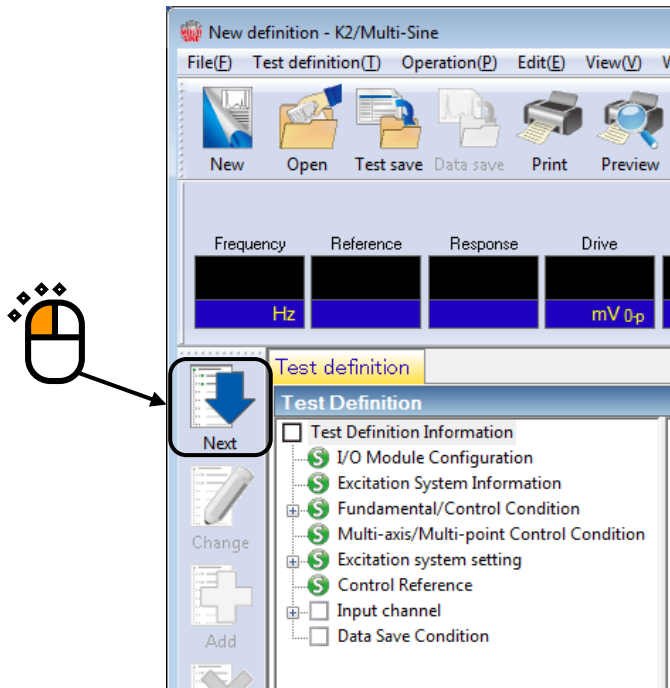 MULTI
SINE
New definition - K2/Multi-Sine
File(F) Test definition(T) Operation(P) Edit(E) View(V) W
New Open Test save Data save Print Preview
Frequency Reference Response Drive
Hz mV 0-p
Test definition
Test Definition
Next
Test Definition Information
S I/O Module Configuration
S Excitation System Information
S Fundamental/Control Condition
S Multi-axis/Multi-point Control Condition
Change
S Excitation system setting
S Control Reference
Input channel
Data Save Condition
Add